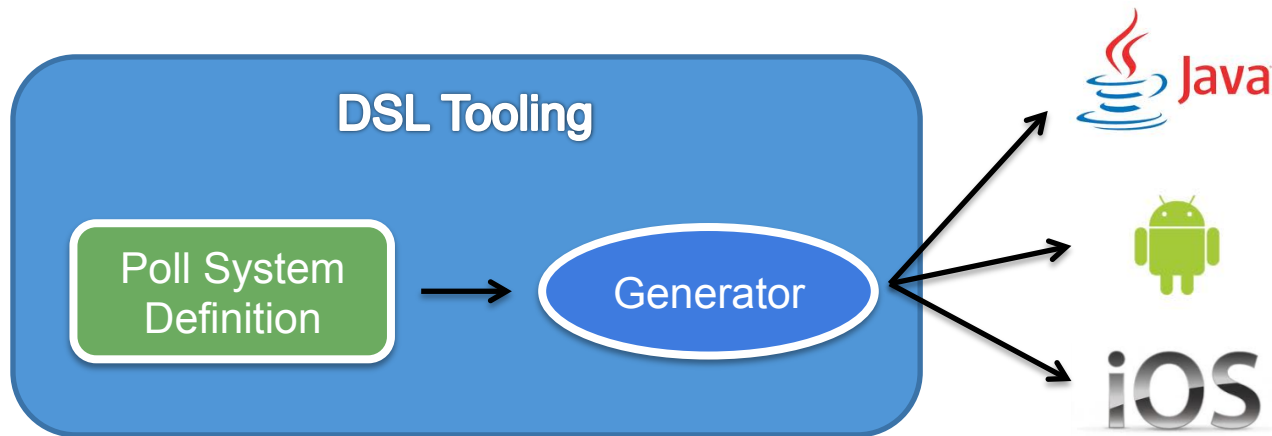 DSL Tooling
Poll System
Definition
Generator
Java
iOS